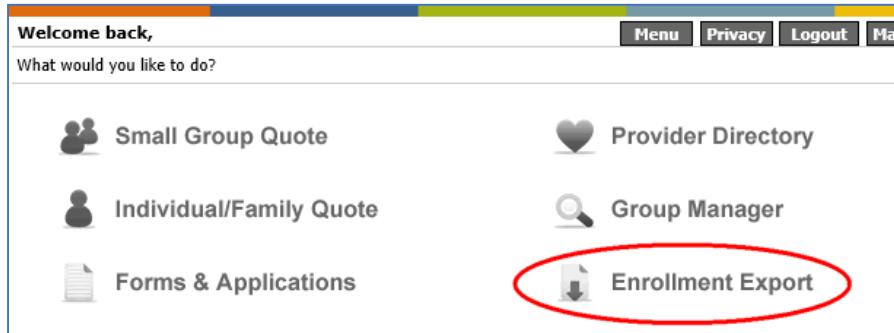 Welcome back,
Menu Privacy Logout
What would you like to do?
Small Group Quote
Provider Directory
Individual/Family Quote
Group Manager
Forms & Applications
Enrollment Export